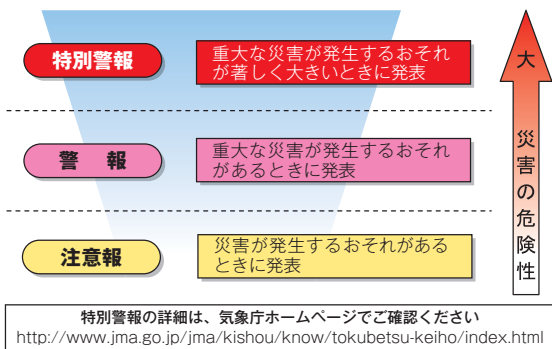 特別警報
重大な災害が発生するおそれ
が著しく大きいときに発表
警 報
重大な災害が発生するおそれ
があるときに発表
注意報
災害が発生するおそれがある
ときに発表
大
災害の危険性
特別警報の詳細は、気象庁ホームページでご確認ください
http://www.jma.go.jp/jma/kishou/know/tokubetsu-keiho/index.html